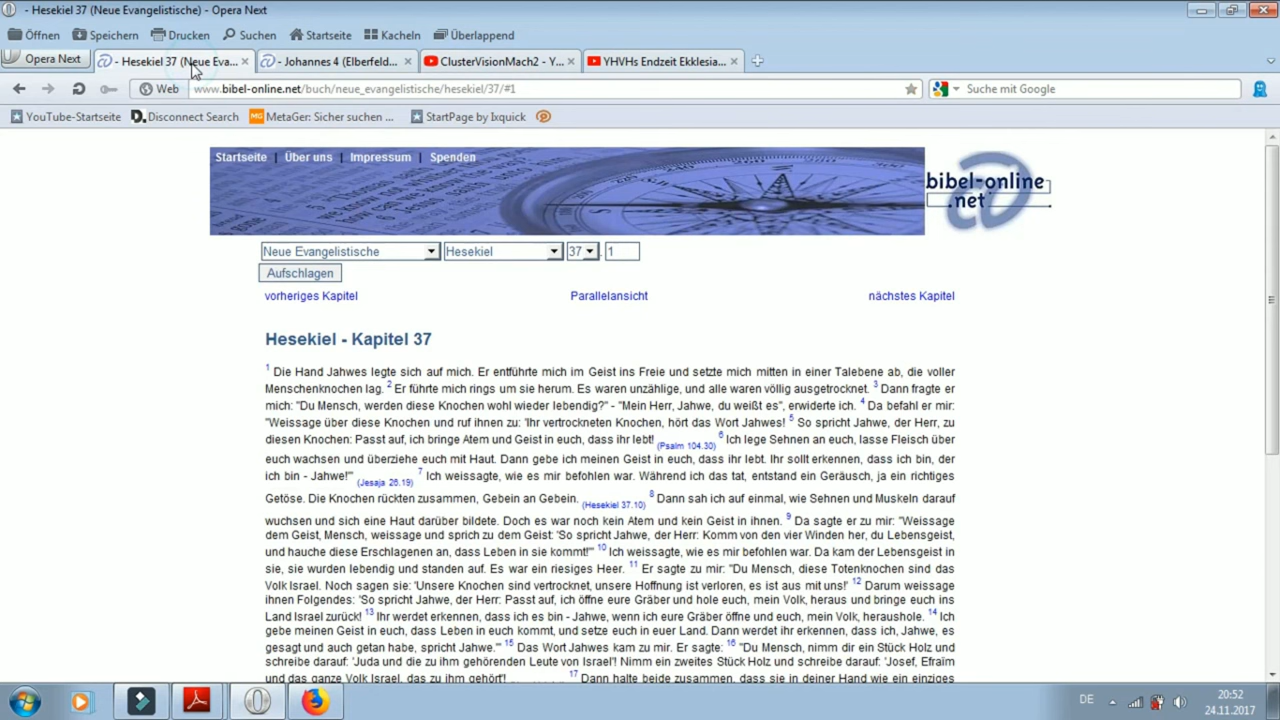 - Hesekiel 37 (Neue Evangelistische) - Opera Next
Öffnen Speichern Drucken Suchen Startseite Kacheln Überlappend
Opera Next - Hesekiel 37 (Neue Eva... - Johannes 4 (Elberfeld... ClusterVisionMach2 - Y... YHVHs Endzeit Ekklesia...
Web www.bibel-online.net/buch/neue_evangelistische/hesekiel/37/#1 Suche mit Google
YouTube-Startseite Disconnect Search MG MetaGer: Sicher suchen ... StartPage by Ixquick
Startseite | Über uns | Impressum | Spenden
bibel-online
.net
Neue Evangelistische Hesekiel 37 . 1
Aufschlagen
vorheriges Kapitel Parallelansicht nächstes Kapitel
Hesekiel - Kapitel 37
1 Die Hand Jahwes legte sich auf mich. Er entführte mich im Geist ins Freie und setzte mich mitten in einer Talebene ab, die voller
Menschenknochen lag. 2 Er führte mich rings um sie herum. Es waren unzählige, und alle waren völlig ausgetrocknet. 3 Dann fragte er
mich: "Du Mensch, werden diese Knochen wohl wieder lebendig?" - "Mein Herr, Jahwe, du weißt es", erwiderte ich. 4 Da befahl er mir:
"Weissage über diese Knochen und ruf ihnen zu: 'Ihr vertrockneten Knochen, hört das Wort Jahwes! 5 So spricht Jahwe, der Herr, zu
diesen Knochen: Passt auf, ich bringe Atem und Geist in euch, dass ihr lebt! (Psalm 104.30) 6 Ich lege Sehnen an euch, lasse Fleisch über
euch wachsen und überziehe euch mit Haut. Dann gebe ich meinen Geist in euch, dass ihr lebt. Ihr sollt erkennen, dass ich bin, der
ich bin - Jahwe!'" (Jesaja 26.19) 7 Ich weissagte, wie es mir befohlen war. Während ich das tat, entstand ein Geräusch, ja ein richtiges
Getöse. Die Knochen rückten zusammen, Gebein an Gebein. (Hesekiel 37.10) 8 Dann sah ich auf einmal, wie Sehnen und Muskeln darauf
wuchsen und sich eine Haut darüber bildete. Doch es war noch kein Atem und kein Geist in ihnen. 9 Da sagte er zu mir: "Weissage
dem Geist, Mensch, weissage und sprich zu dem Geist: 'So spricht Jahwe, der Herr: Komm von den vier Winden her, du Lebensgeist,
und hauche diese Erschlagenen an, dass Leben in sie kommt!'" 10 Ich weissagte, wie es mir befohlen war. Da kam der Lebensgeist in
sie, sie wurden lebendig und standen auf. Es war ein riesiges Heer. 11 Er sagte zu mir: "Du Mensch, diese Totenknochen sind das
Volk Israel. Noch sagen sie: 'Unsere Knochen sind vertrocknet, unsere Hoffnung ist verloren, es ist aus mit uns!' 12 Darum weissage
ihnen Folgendes: 'So spricht Jahwe, der Herr: Passt auf, ich öffne eure Gräber und hole euch, mein Volk, heraus und bringe euch ins
Land Israel zurück! 13 Ihr werdet erkennen, dass ich es bin - Jahwe, wenn ich eure Gräber öffne und euch, mein Volk, heraushole. 14 Ich
gebe meinen Geist in euch, dass Leben in euch kommt, und setze euch in euer Land. Dann werdet ihr erkennen, dass ich, Jahwe, es
gesagt und auch getan habe, spricht Jahwe.'" 15 Das Wort Jahwes kam zu mir. Er sagte: 16 "Du Mensch, nimm dir ein Stück Holz und
schreibe darauf: 'Juda und die zu ihm gehörenden Leute von Israel'! Nimm ein zweites Stück Holz und schreibe darauf: 'Josef, Efraïm
und das ganze Volk Israel, das zu ihm gehört'! 17 Dann halte beide zusammen, dass sie in deiner Hand wie ein einziges
DE 20:52
24.11.2017